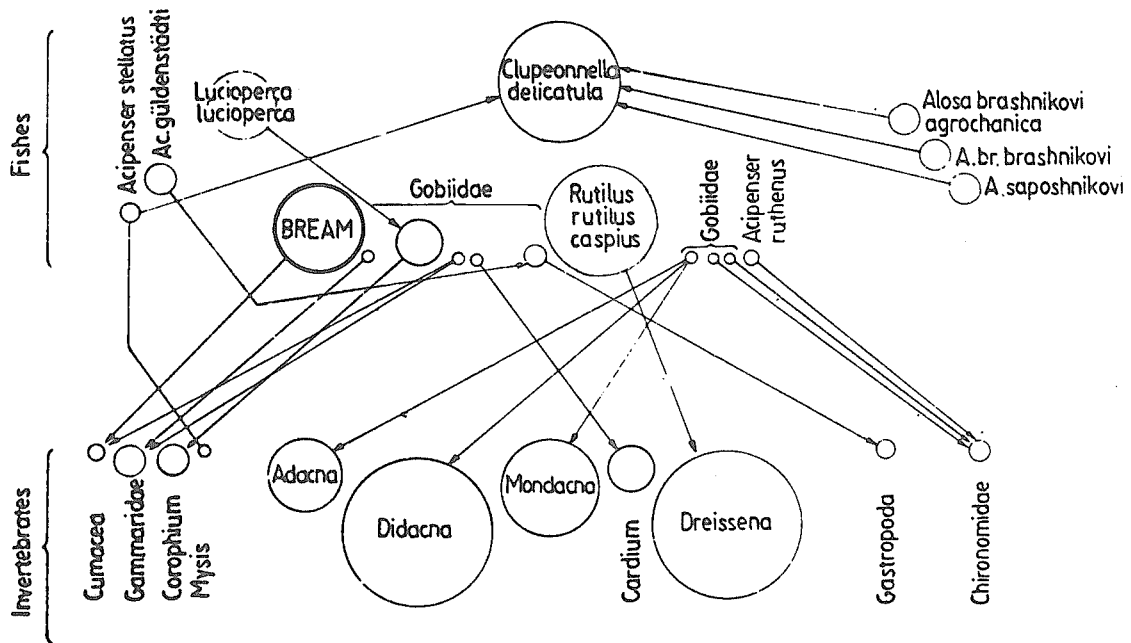 Fishes
Acipenser stellatus
Ac. güldenstädti
Lucioperca
lucioperca
Clupeonnella
delicatula
Alosa brashnikovi
agrochanica
A. br. brashnikovi
A. saposhnikovi
BREAM
Gobiidae
Rutilus
rutilus
caspius
Gobiidae
Acipenser
ruthenus
Invertebrates
Cumacea
Gammaridae
Corophium
Mysis
Adacna
Didacna
Mondacna
Cardium
Dreissena
Gastropoda
Chironomidae